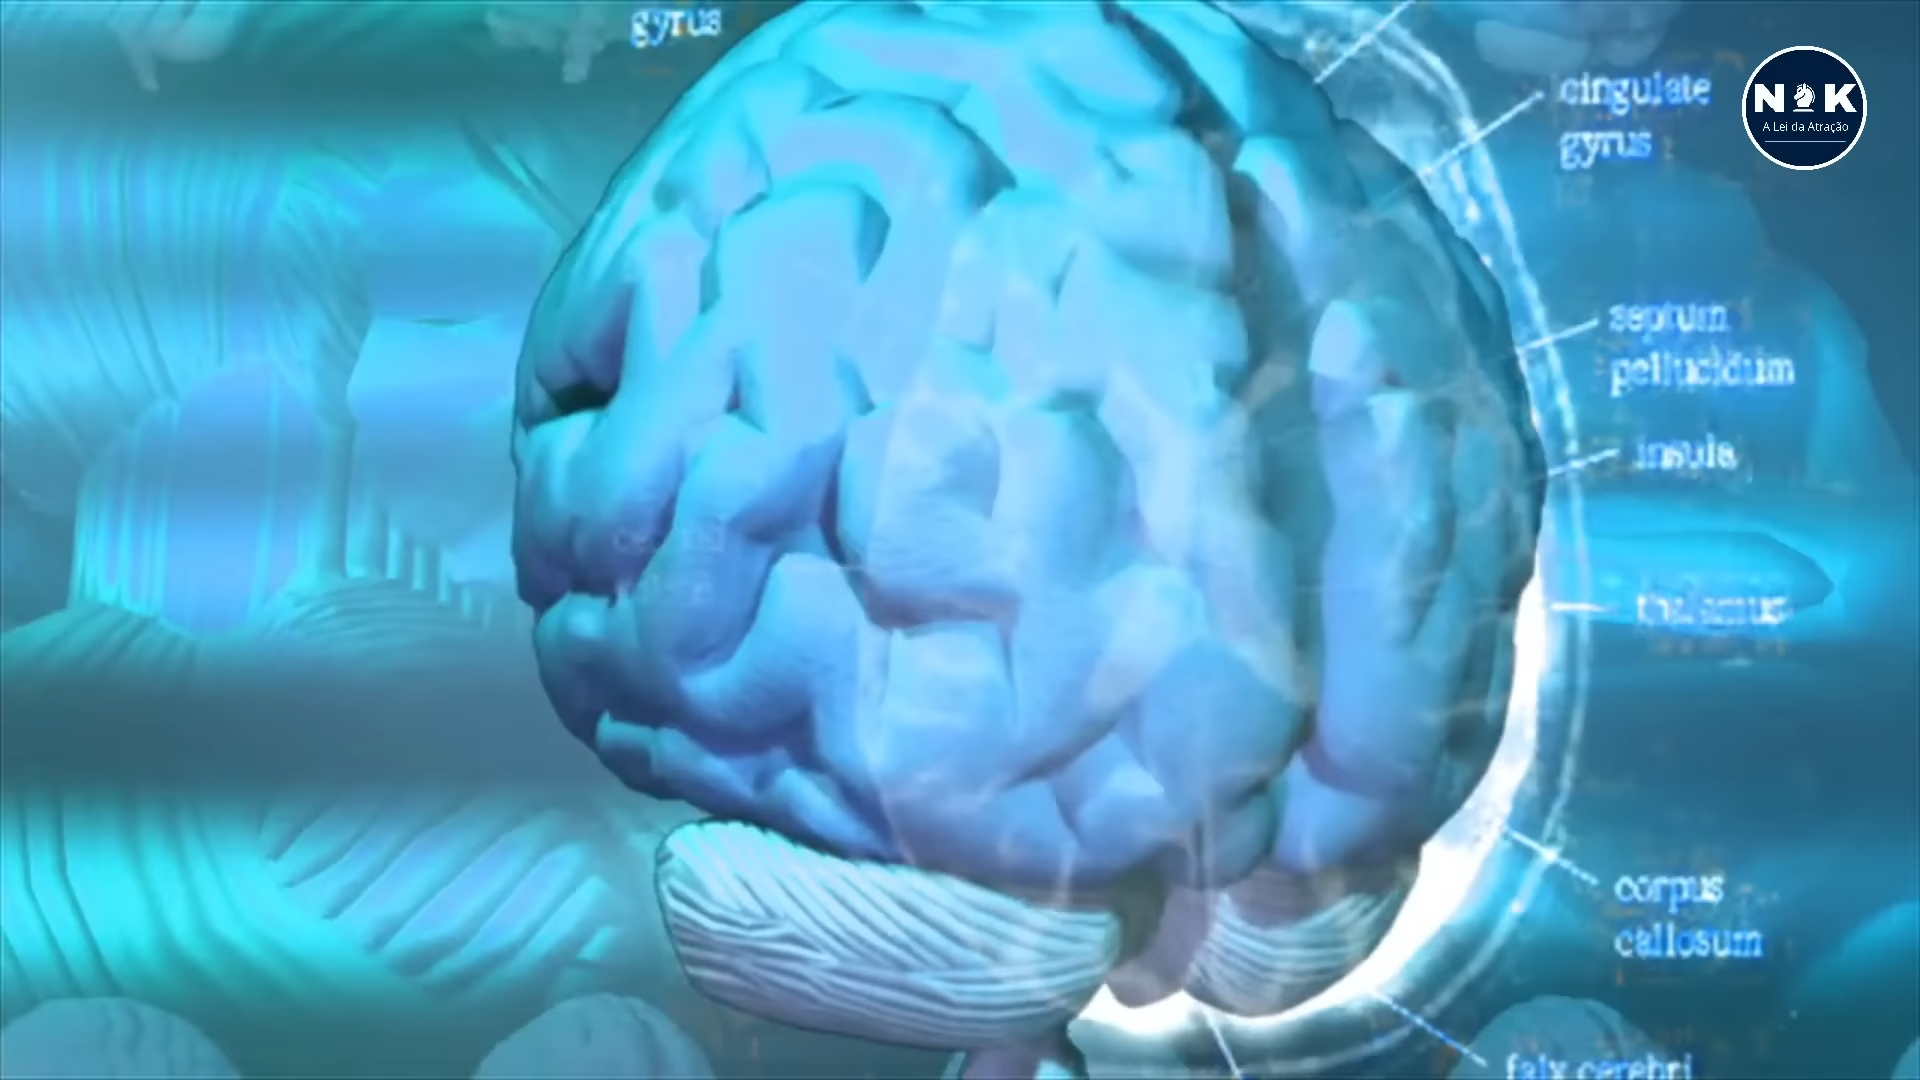 gyrus
cingulate
gyrus
septum
pellucidum
insula
thalamus
corpus
callosum
falx cerebri
N K
A Lei da Atração